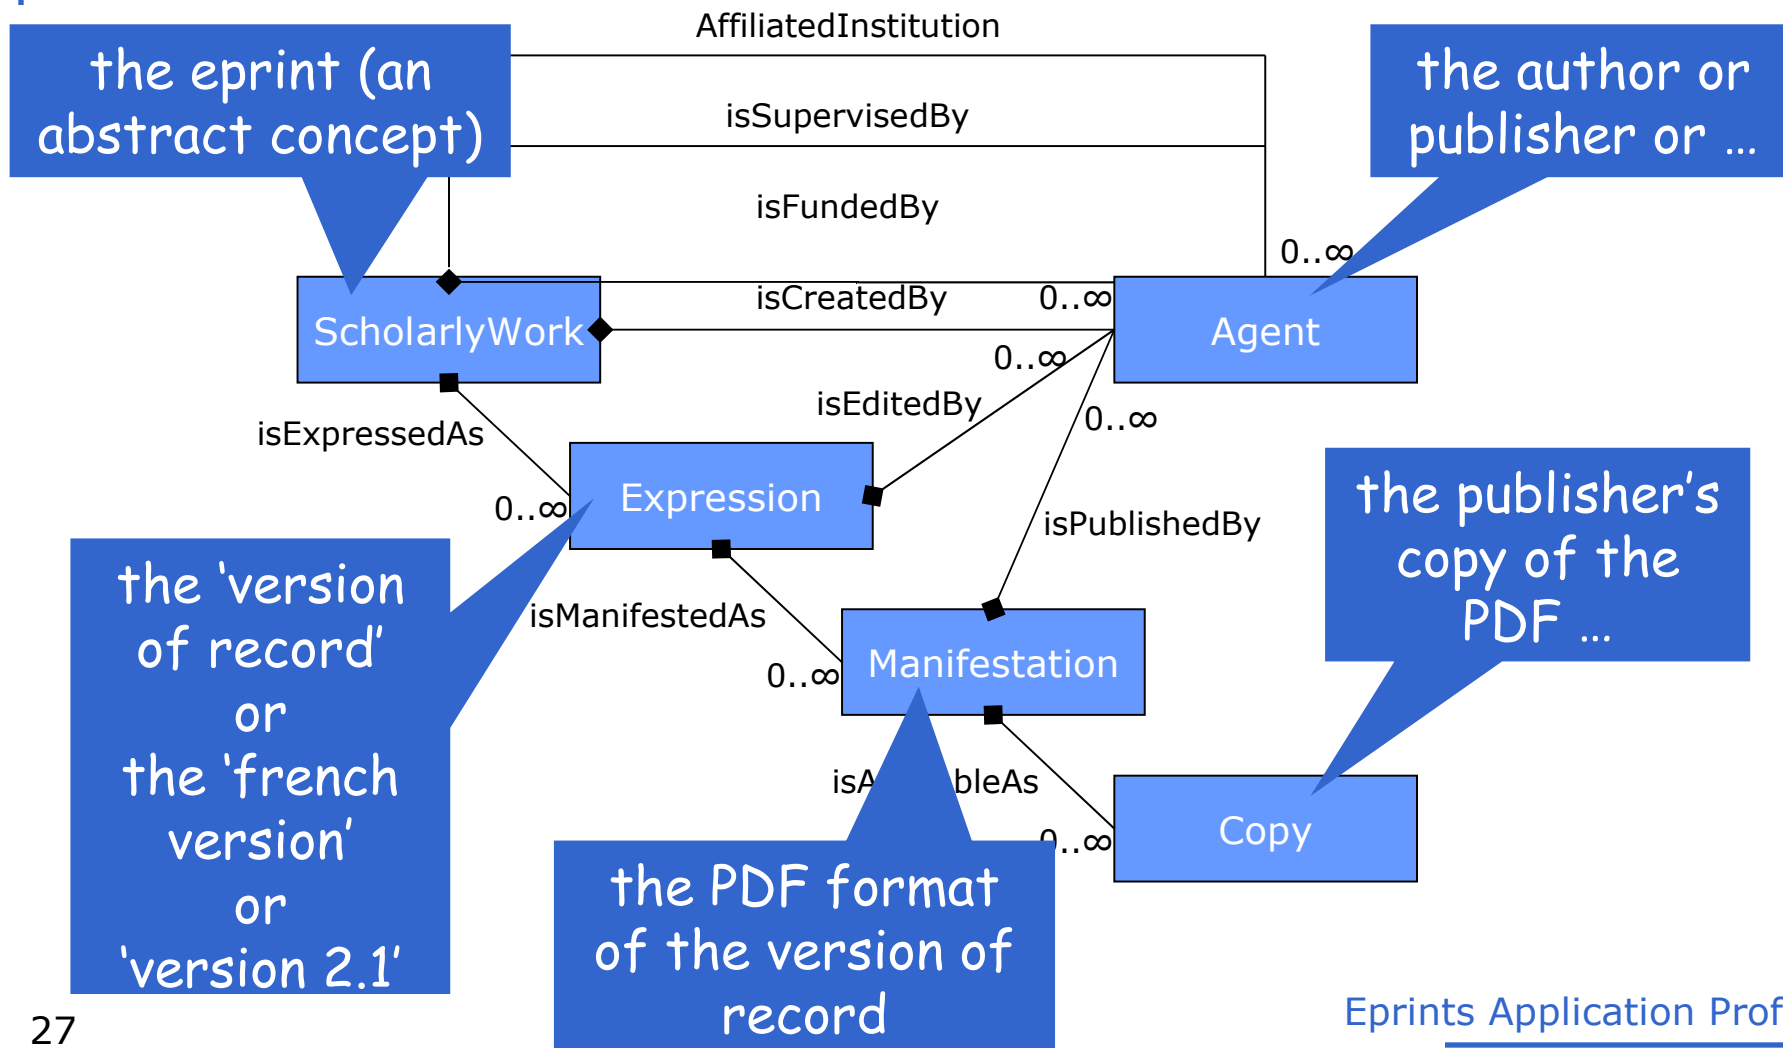 AffiliatedInstitution
the eprint (an
abstract concept)
the author or
publisher or …
isSupervisedBy
isFundedBy
0..∞
isCreatedBy
0..∞
ScholarlyWork
Agent
0..∞
isEditedBy
0..∞
isExpressedAs
Expression
0..∞
isPublishedBy
the publisher’s
copy of the
PDF …
the ‘version
of record’
or
the ‘french
version’
or
‘version 2.1’
isManifestedAs
Manifestation
0..∞
Copy
the PDF format
of the version of
record
27
Eprints Application Prof